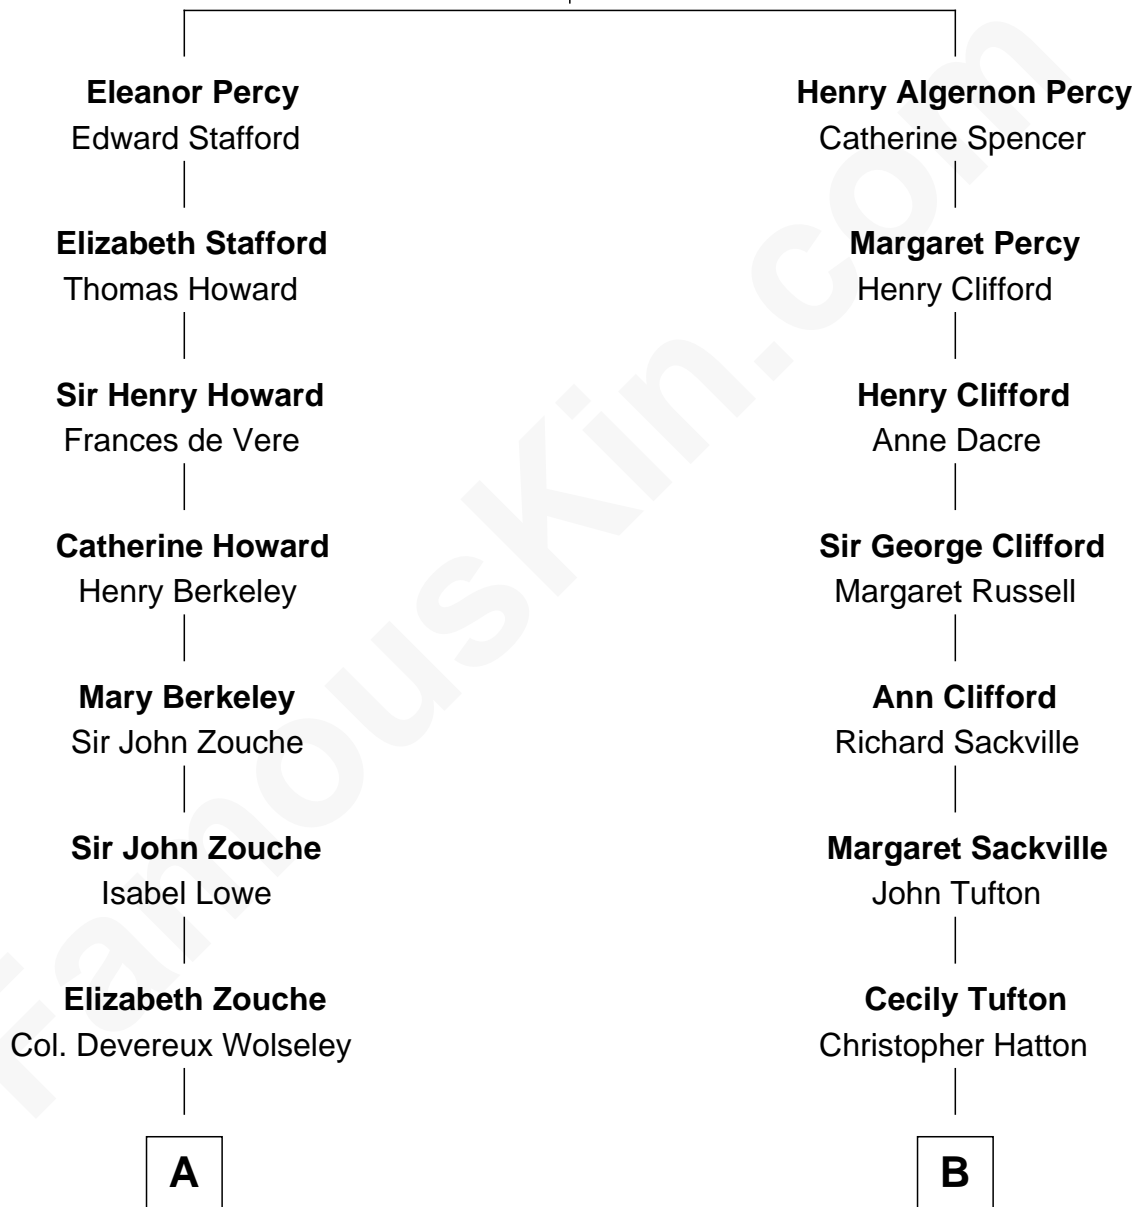 Eleanor Percy
Edward Stafford
Elizabeth Stafford
Thomas Howard
Sir Henry Howard
Frances de Vere
Catherine Howard
Henry Berkeley
Mary Berkeley
Sir John Zouche
Sir John Zouche
Isabel Lowe
Elizabeth Zouche
Col. Devereux Wolseley
A
Henry Algernon Percy
Catherine Spencer
Margaret Percy
Henry Clifford
Henry Clifford
Anne Dacre
Sir George Clifford
Margaret Russell
Ann Clifford
Richard Sackville
Margaret Sackville
John Tufton
Cecily Tufton
Christopher Hatton
B
FamousKin.com